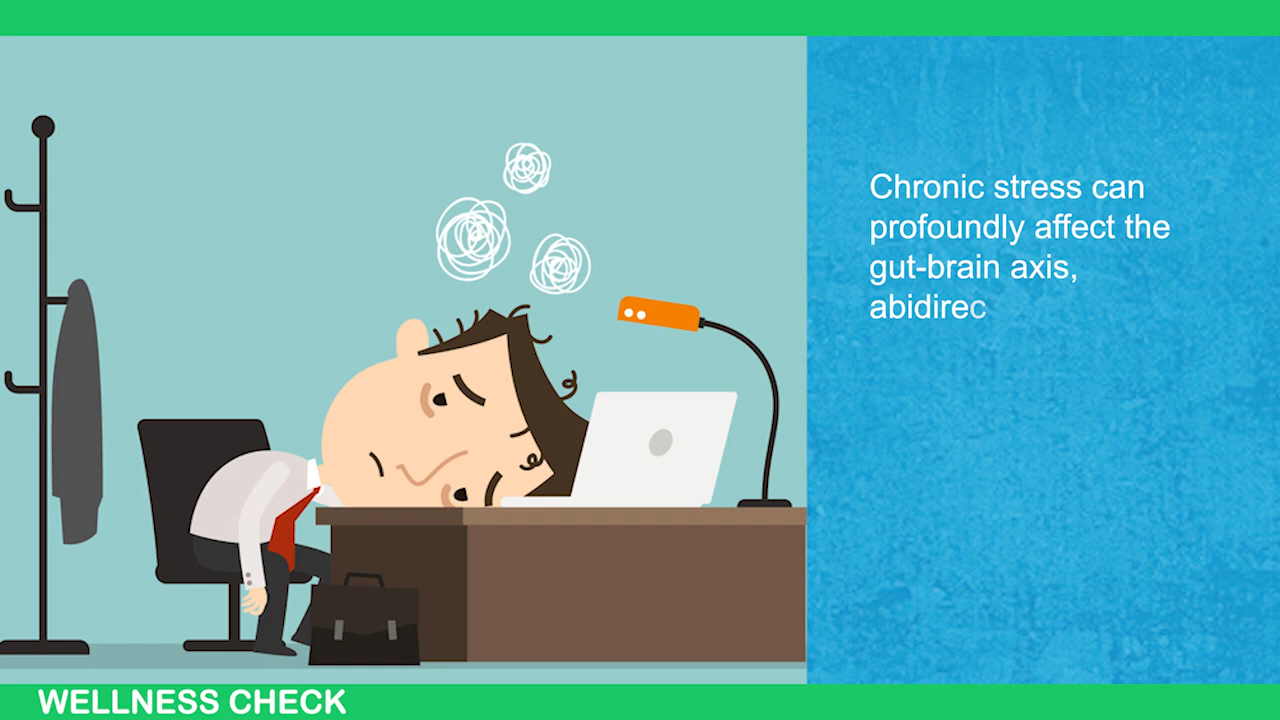 Chronic stress can
profoundly affect the
gut-brain axis,
abidirec
WELLNESS CHECK